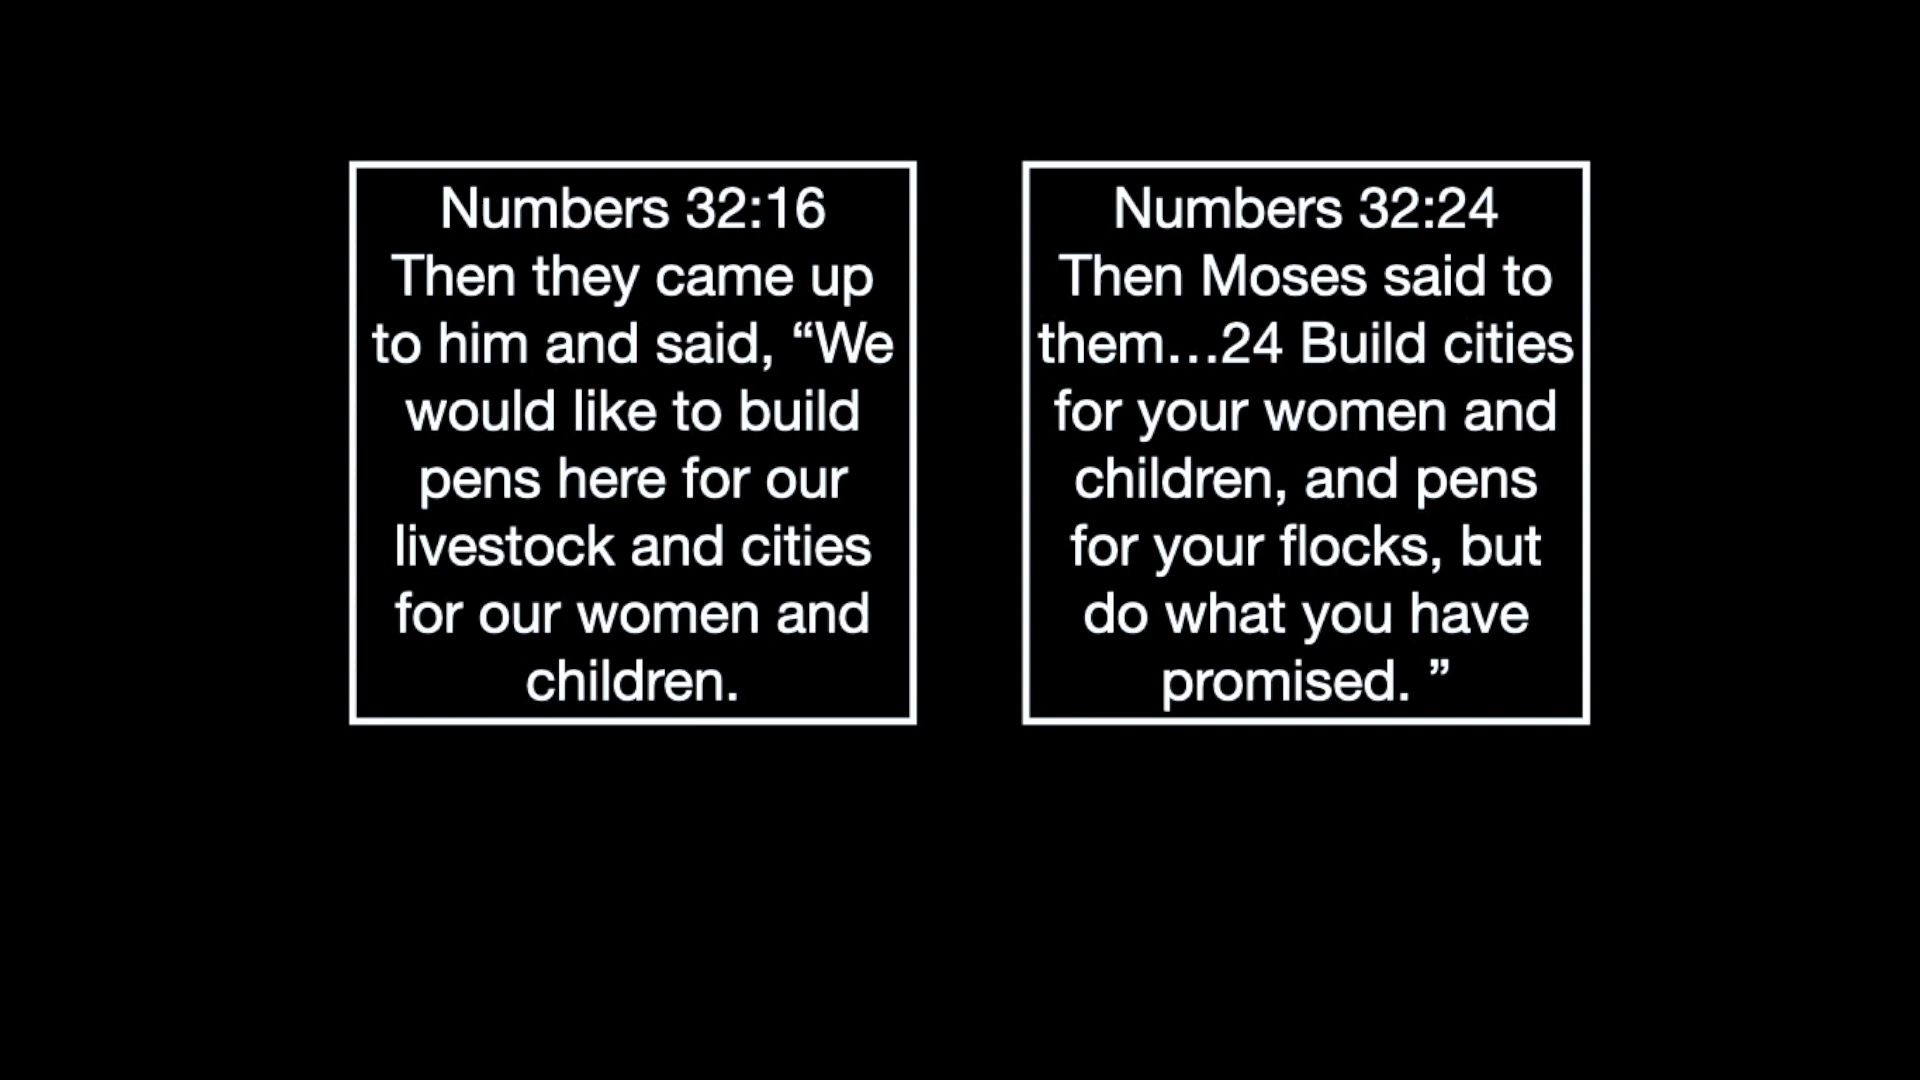 Numbers 32:16
Then they came up
to him and said, “We
would like to build
pens here for our
livestock and cities
for our women and
children.
Numbers 32:24
Then Moses said to
them…24 Build cities
for your women and
children, and pens
for your flocks, but
do what you have
promised. ”